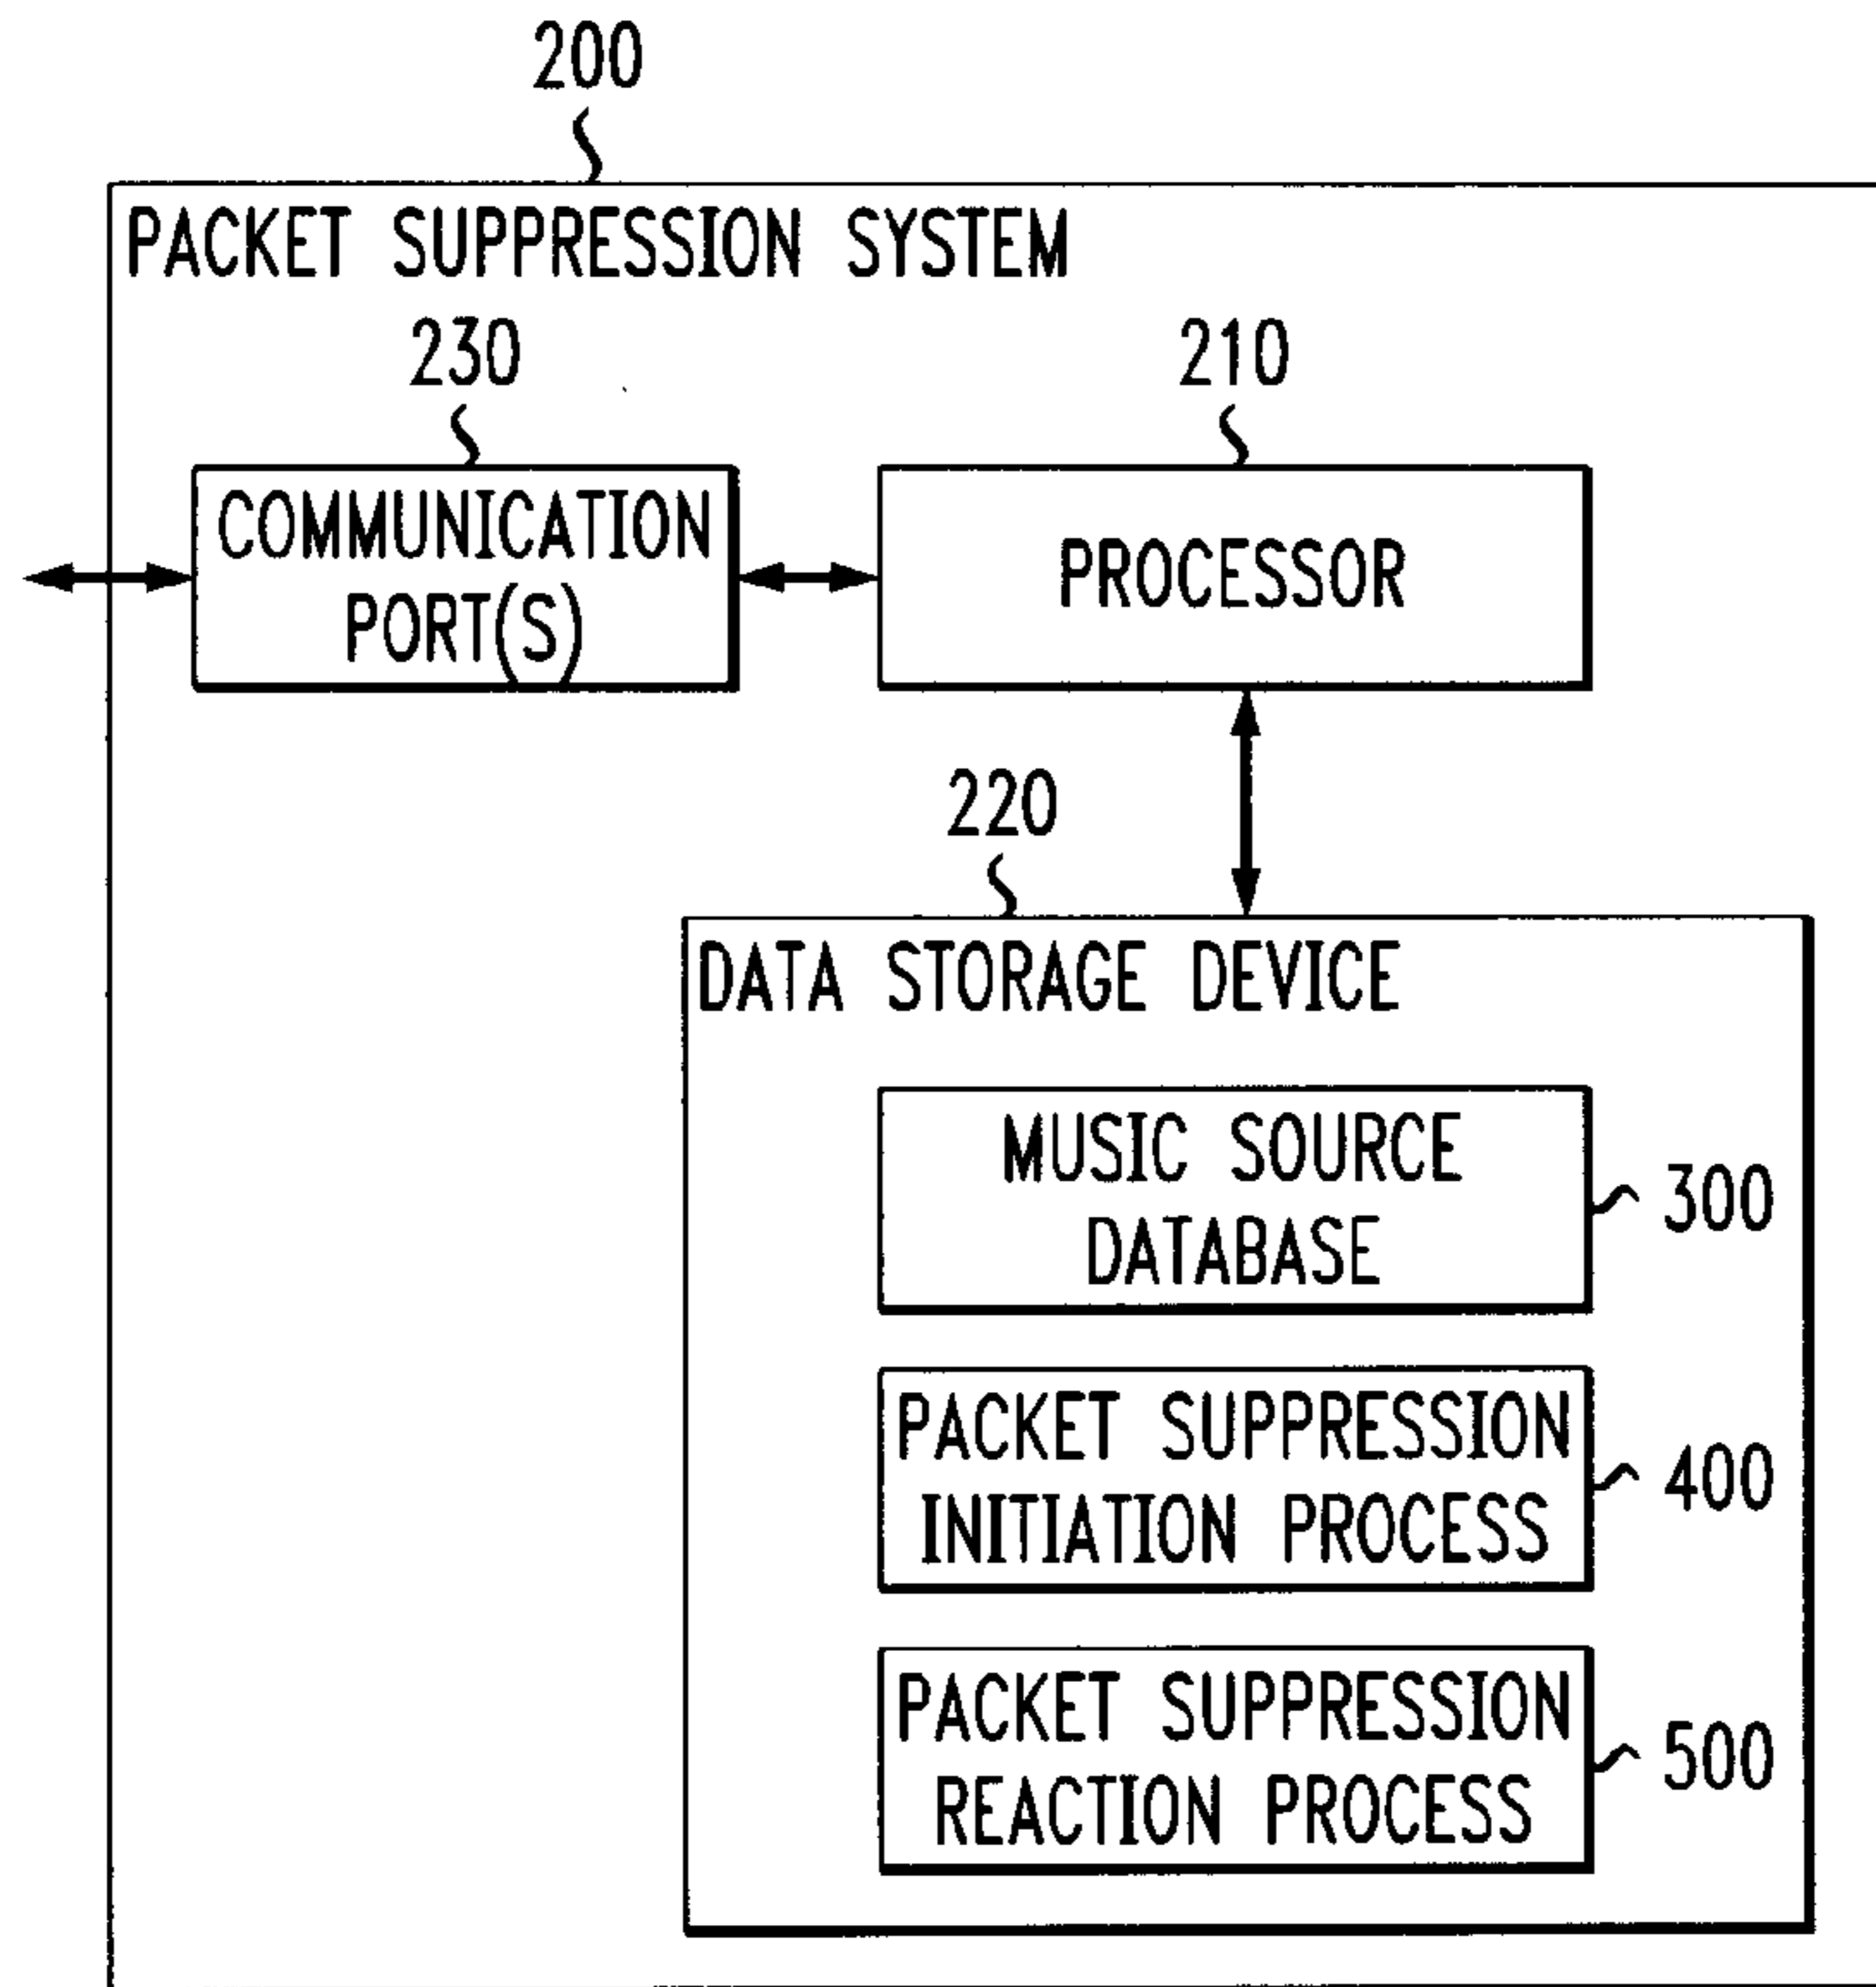 200
PACKET SUPPRESSION SYSTEM
230
210
COMMUNICATION
PORT(S)
PROCESSOR
220
DATA STORAGE DEVICE
MUSIC SOURCE
DATABASE
300
PACKET SUPPRESSION
INITIATION PROCESS
400
PACKET SUPPRESSION
REACTION PROCESS
500